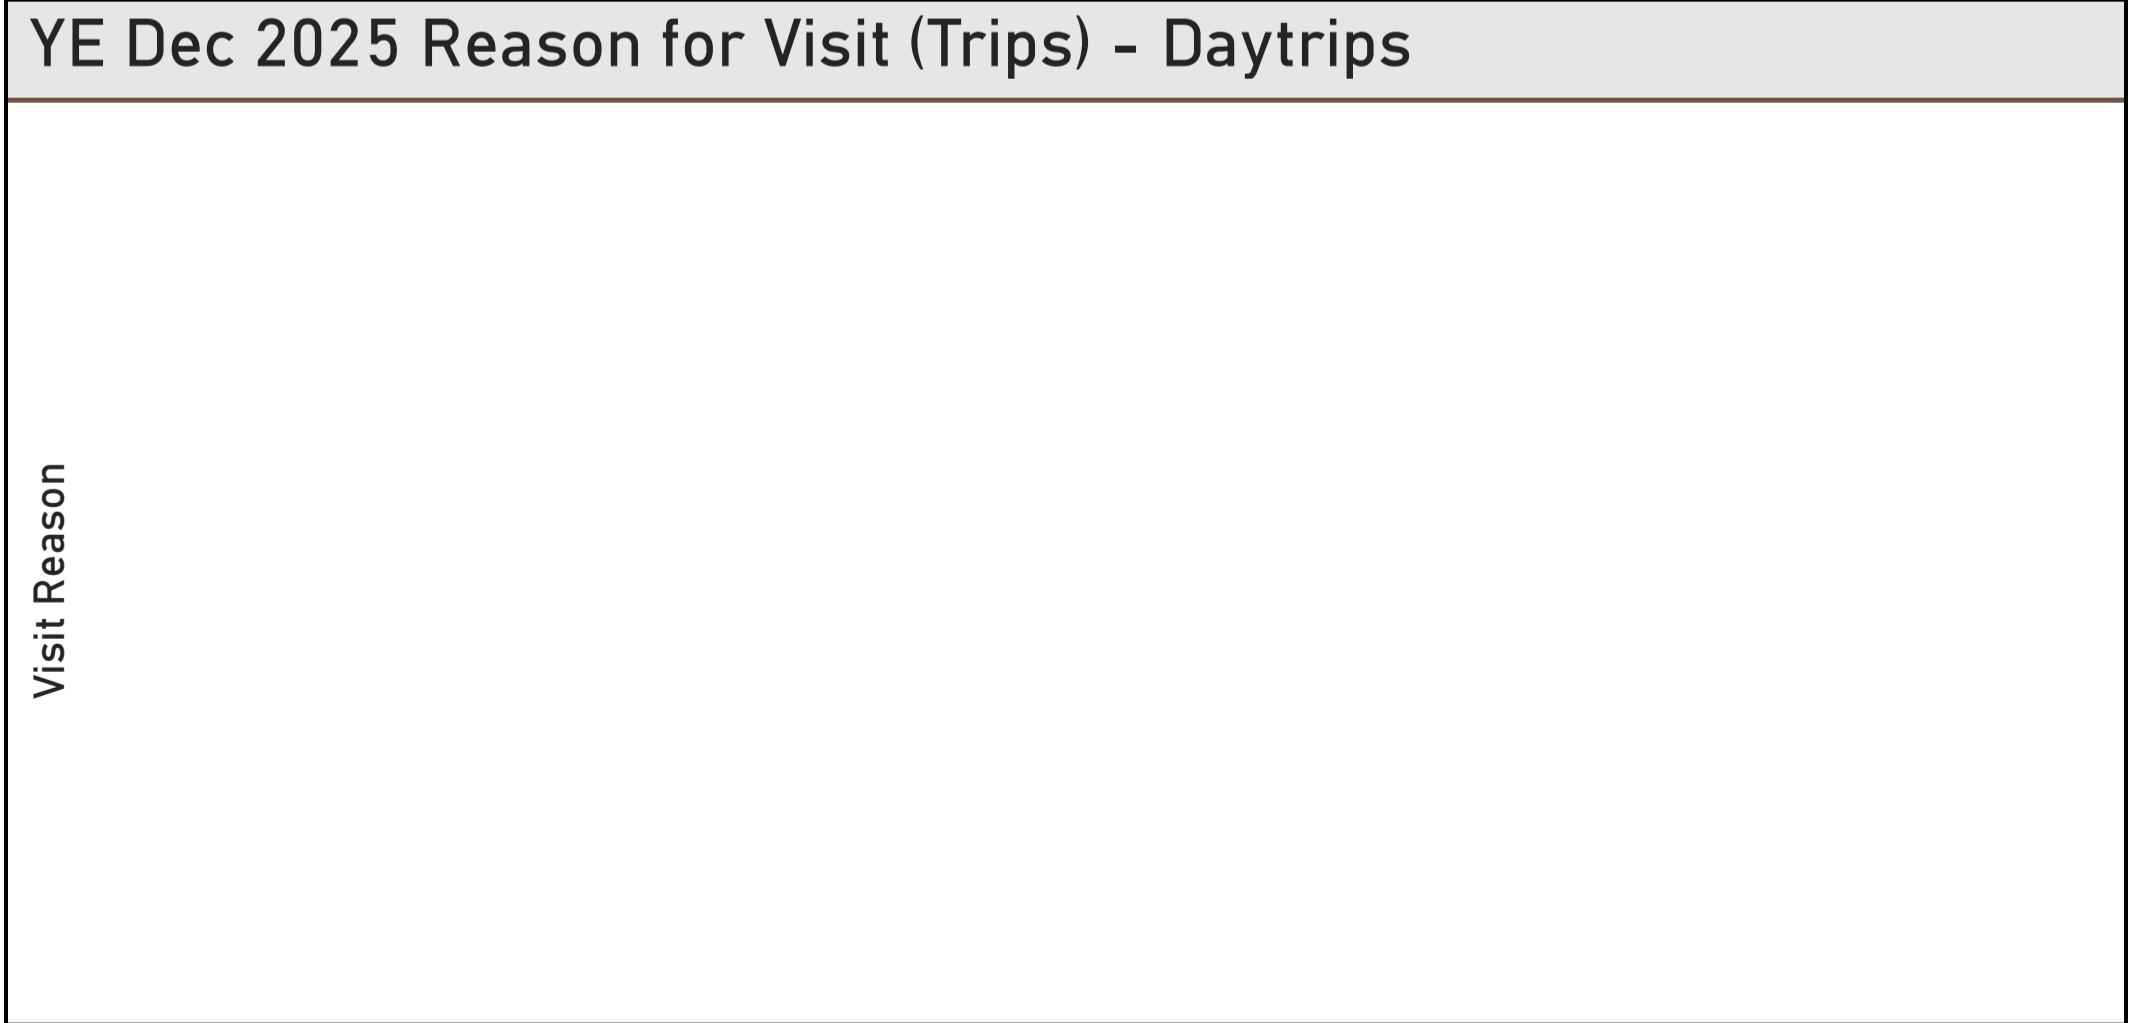 YE Dec 2025 Reason for Visit (Trips) - Daytrips
Visit Reason